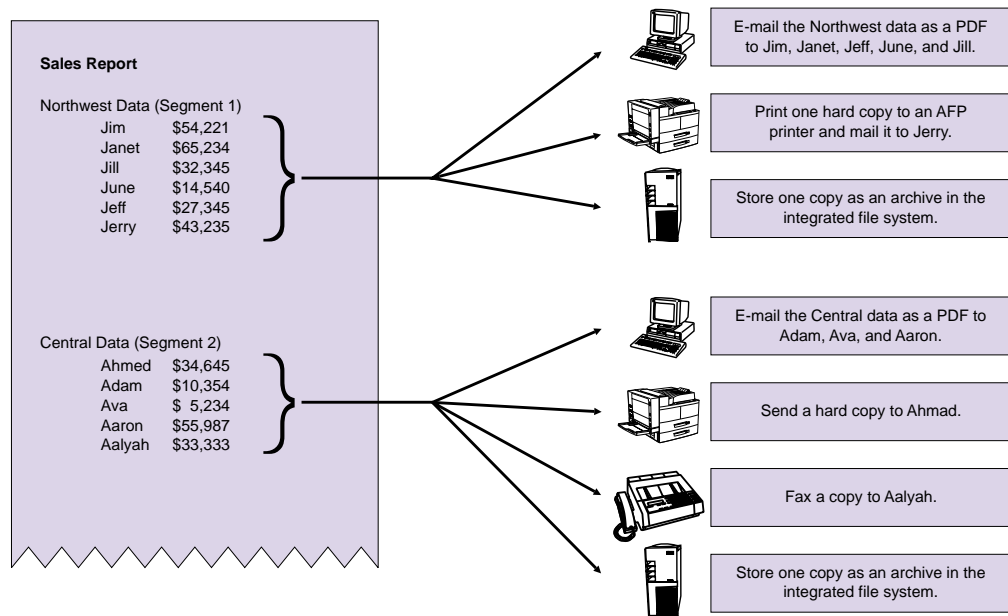 Sales Report
Northwest Data (Segment 1)
Jim $54,221
Janet $65,234
Jill $32,345
June $14,540
Jeff $27,345
Jerry $43,235
Central Data (Segment 2)
Ahmed $34,645
Adam $10,354
Ava $ 5,234
Aaron $55,987
Aalyah $33,333
E-mail the Northwest data as a PDF
to Jim, Janet, Jeff, June, and Jill.
Print one hard copy to an AFP
printer and mail it to Jerry.
Store one copy as an archive in the
integrated file system.
E-mail the Central data as a PDF to
Adam, Ava, and Aaron.
Send a hard copy to Ahmad.
Fax a copy to Aalyah.
Store one copy as an archive in the
integrated file system.